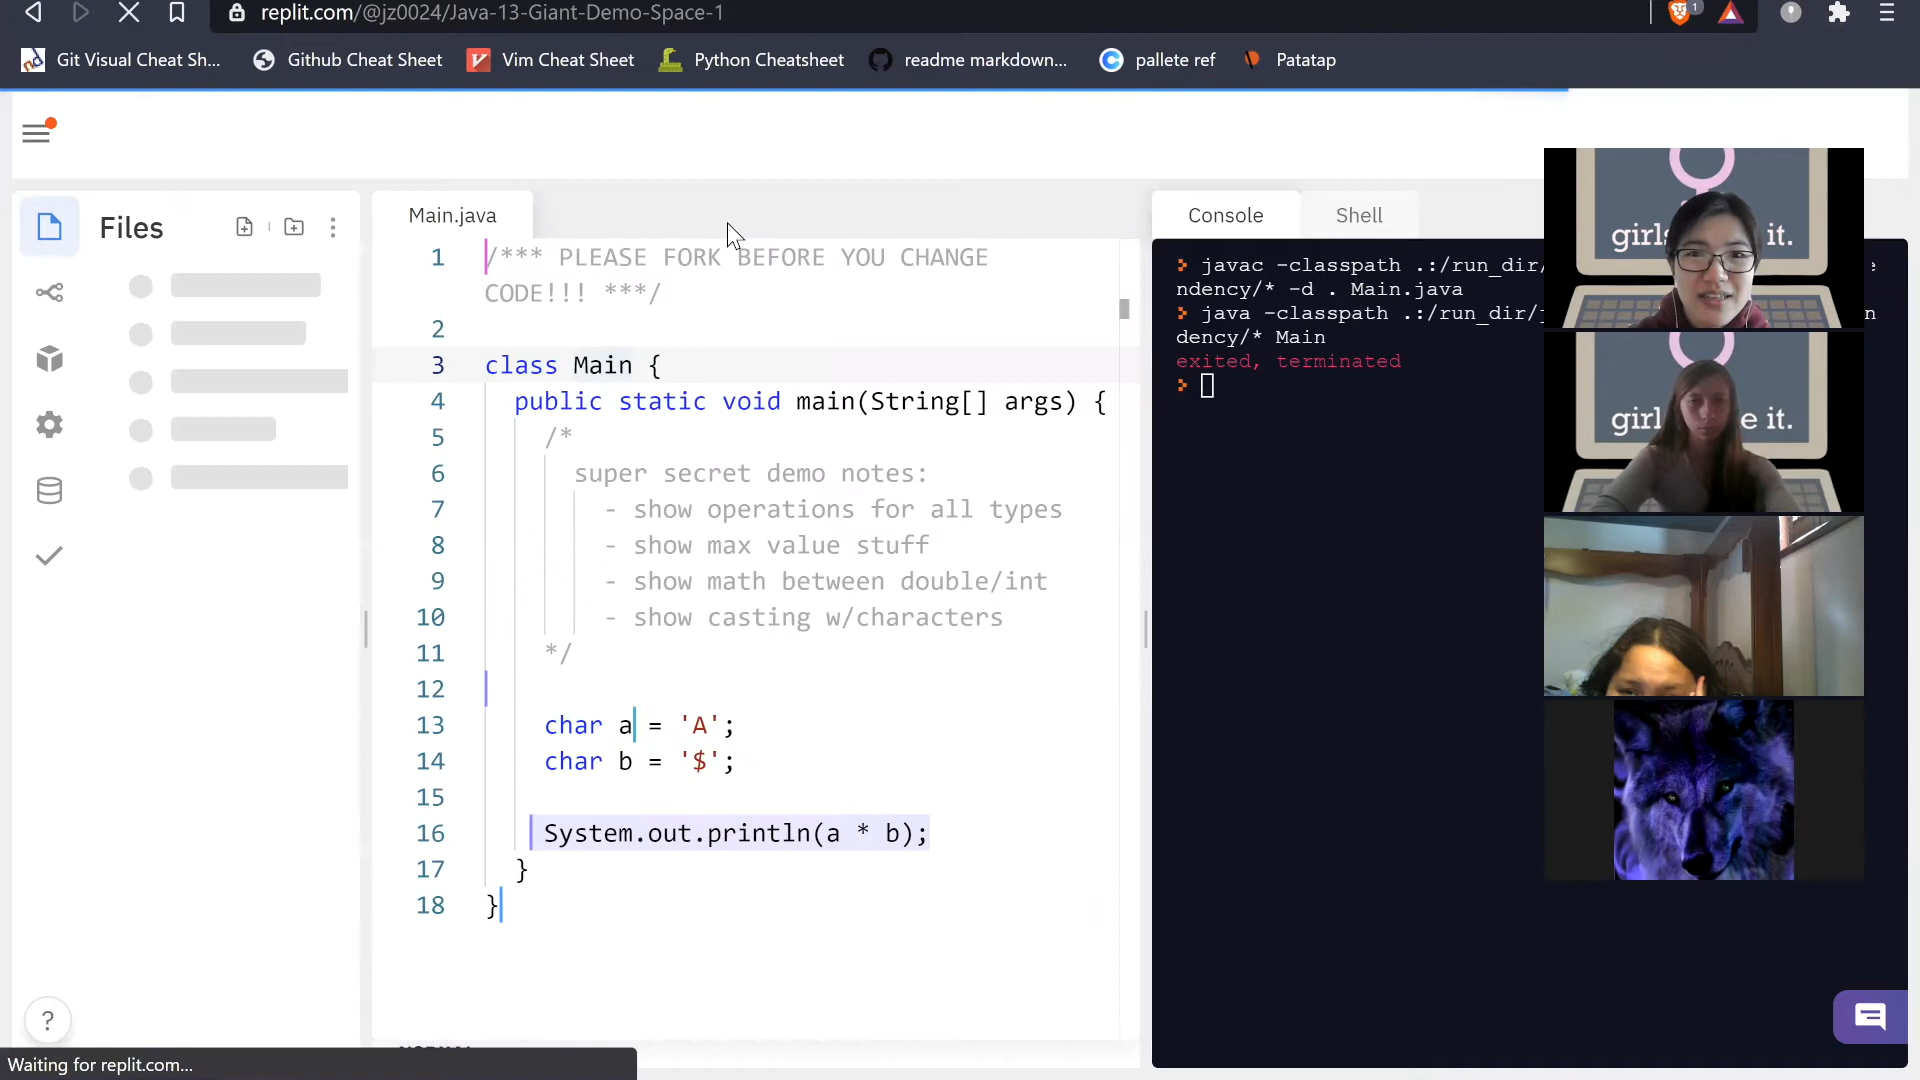 replit.com/@jz0024/Java-13-Giant-Demo-Space-1
1
Git Visual Cheat Sh...
Github Cheat Sheet
Vim Cheat Sheet
Python Cheatsheet
readme markdown...
pallete ref
Patatap
Files
Main.java
1 /*** PLEASE FORK BEFORE YOU CHANGE
CODE!!! ***/
2
3 class Main {
4 public static void main(String[] args) {
5 /*
6 super secret demo notes:
7 - show operations for all types
8 - show max value stuff
9 - show math between double/int
10 - show casting w/characters
11 */
12
13 char a = 'A';
14 char b = '$';
15
16 System.out.println(a * b);
17 }
18 }
Console
Shell
javac -classpath .:/run_dir/
ndency/* -d . Main.java
java -classpath .:/run_dir/
dency/* Main
exited, terminated
girls
it.
girl
e it.
?
Waiting for replit.com...